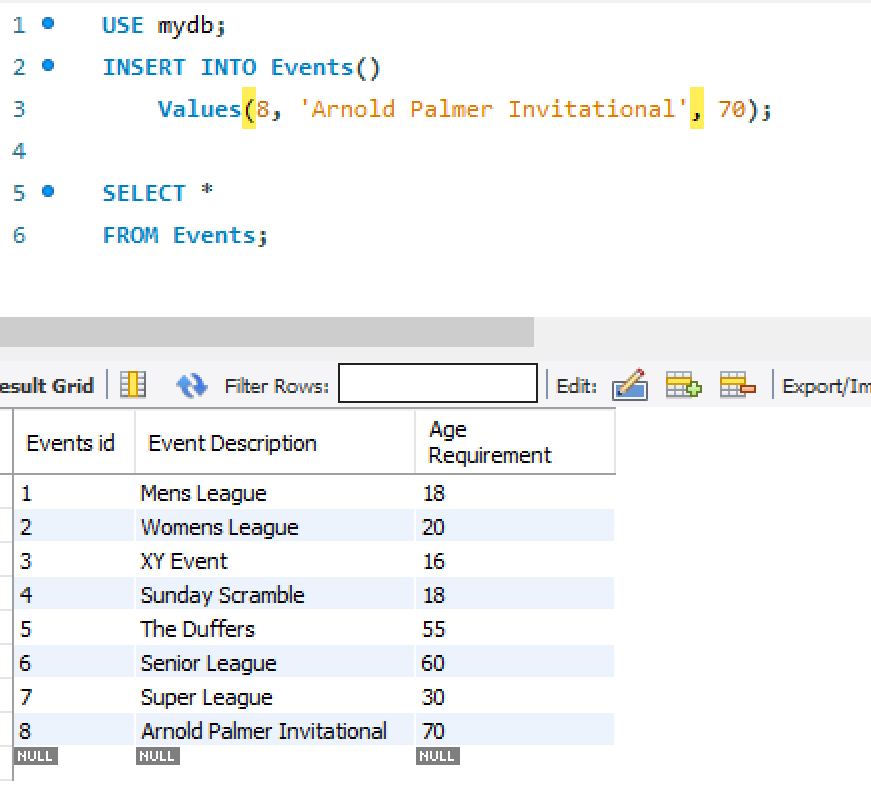 1 USE mydb;
2 INSERT INTO Events()
3 Values(8, 'Arnold Palmer Invitational', 70);
4
5 SELECT *
6 FROM Events;
esult Grid Filter Rows: Edit: Export/Im
Events id Event Description Age Requirement
1 Mens League 18
2 Womens League 20
3 XY Event 16
4 Sunday Scramble 18
5 The Duffers 55
6 Senior League 60
7 Super League 30
8 Arnold Palmer Invitational 70
NULL NULL NULL